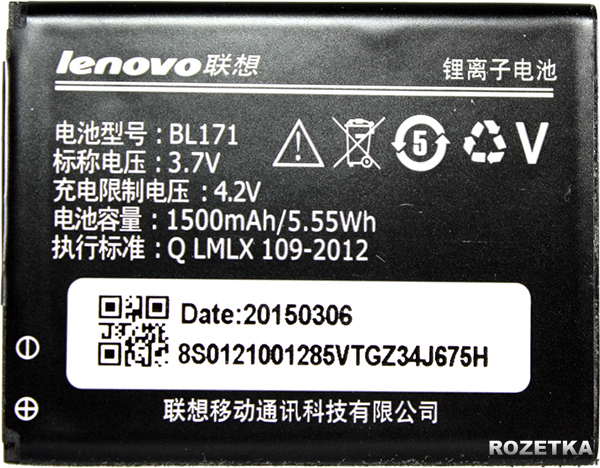 lenovo联想
锂离子电池
电池型号：BL171
标称电压：3.7V
充电限制电压：4.2V
电池容量：1500mAh/5.55Wh
执行标准：Q LMLX 109-2012
5
V
Date:20150306
8S0121001285VTGZ34J675H
联想移动通讯科技有限公司
ROZETKA